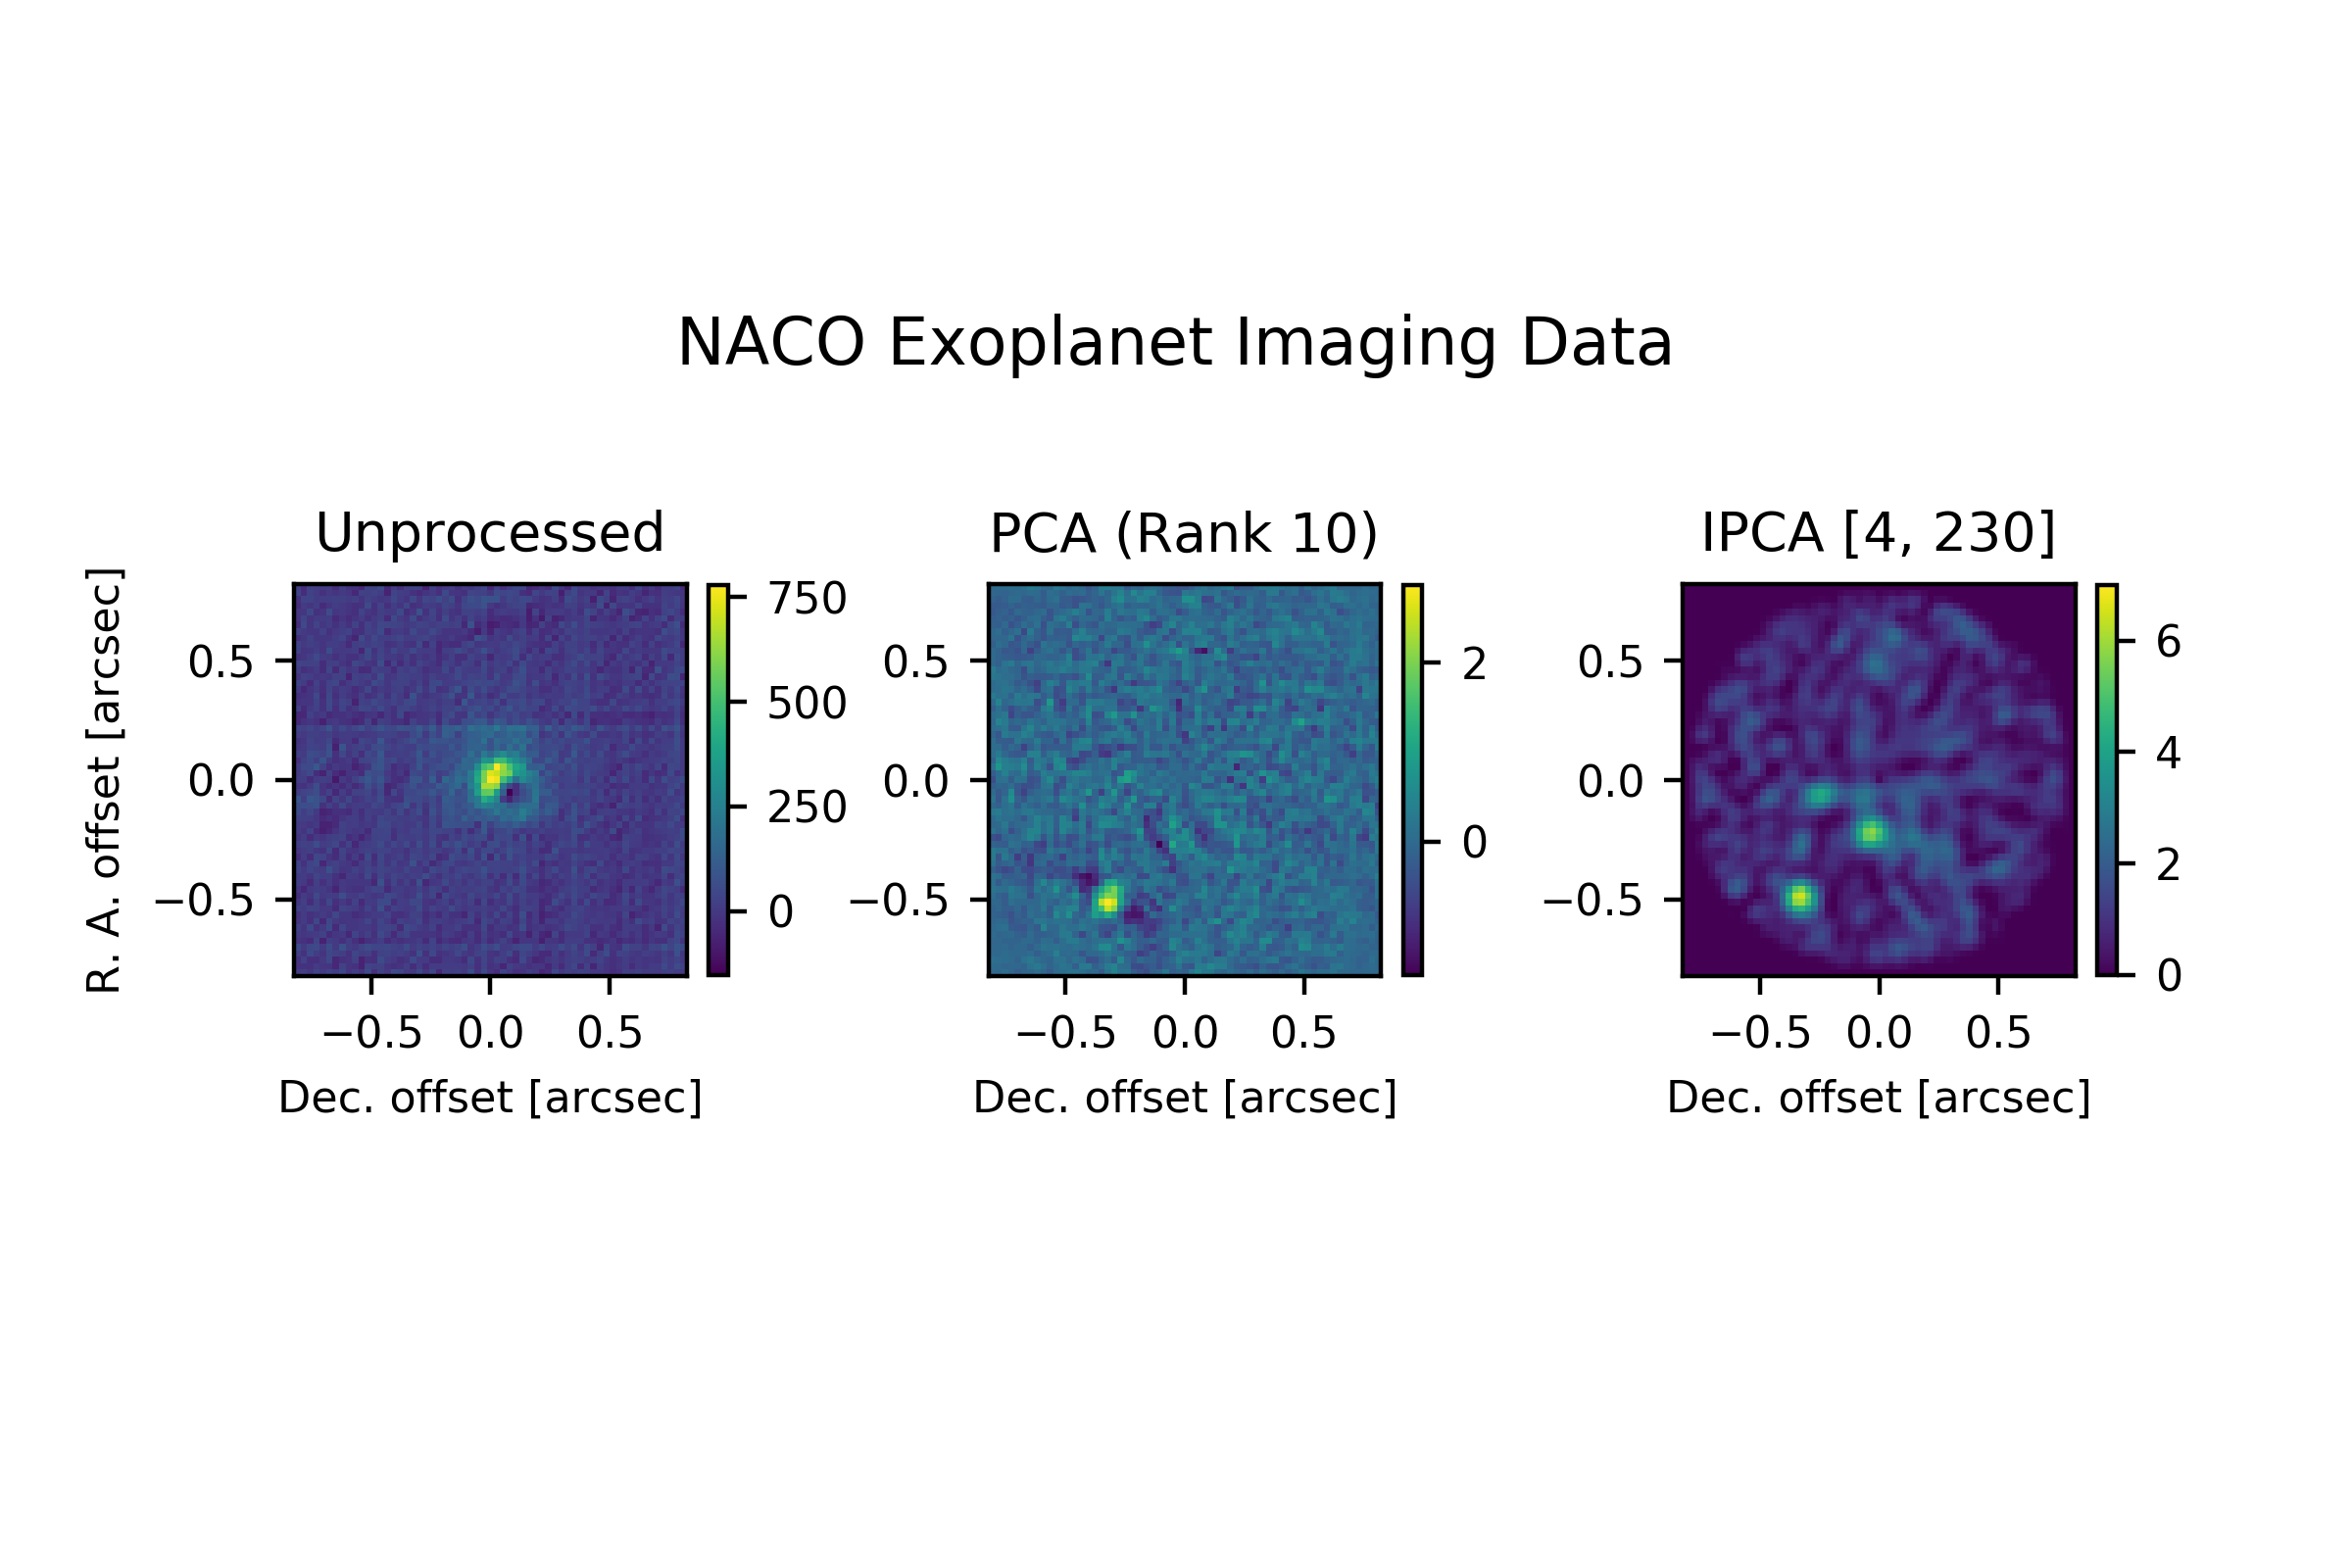 NACO Exoplanet Imaging Data
Unprocessed
PCA (Rank 10)
IPCA [4, 230]
R. A. offset [arcsec]
0.5
0.0
−0.5
750
500
250
0
−0.5 0.0 0.5
Dec. offset [arcsec]
0.5
0.0
−0.5
2
0
−0.5 0.0 0.5
Dec. offset [arcsec]
0.5
0.0
−0.5
6
4
2
0
−0.5 0.0 0.5
Dec. offset [arcsec]